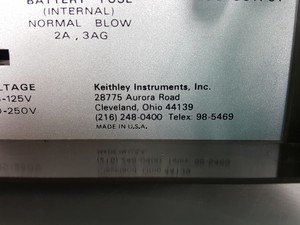 BATTERY FUSE
(INTERNAL)
NORMAL BLOW
2A, 3AG
Keithley Instruments, Inc.
28775 Aurora Road
-125V
Cleveland, Ohio 44139
-250V
(216) 248-0400 Telex: 98-5469
MADE IN U.S.A.